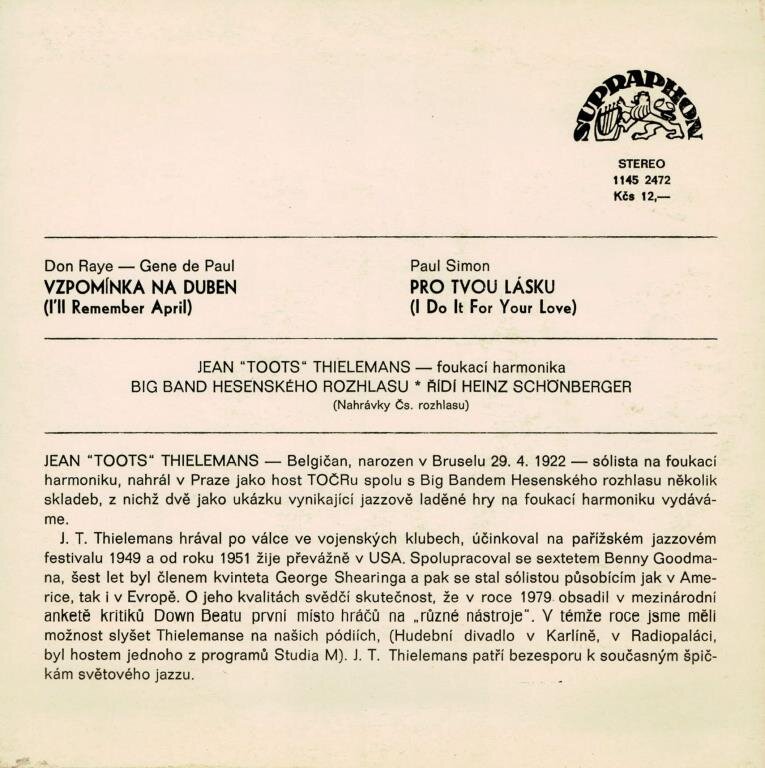 SUPRAPHON
STEREO
1145 2472
Kčs 12,—
Don Raye — Gene de Paul
VZPOMÍNKA NA DUBEN
(I'll Remember April)
Paul Simon
PRO TVOU LÁSKU
(I Do It For Your Love)
JEAN "TOOTS" THIELEMANS — foukací harmonika
BIG BAND HESENSKÉHO ROZHLASU * ŘÍDÍ HEINZ SCHÖNBERGER
(Nahrávky Čs. rozhlasu)
JEAN "TOOTS" THIELEMANS — Belgičan, narozen v Bruselu 29. 4. 1922 — sólista na foukací
harmoniku, nahrál v Praze jako host TOČRu spolu s Big Bandem Hesenského rozhlasu několik
skladeb, z nichž dvě jako ukázku vynikající jazzově laděné hry na foukací harmoniku vydává-
me.
J. T. Thielemans hrával po válce ve vojenských klubech, účinkoval na pařížském jazzovém
festivalu 1949 a od roku 1951 žije převážně v USA. Spolupracoval se sextetem Benny Goodma-
na, šest let byl členem kvinteta George Shearinga a pak se stal sólistou působícím jak v Ame-
rice, tak i v Evropě. O jeho kvalitách svědčí skutečnost, že v roce 1979 obsadil v mezinárodní
anketě kritiků Down Beatu první místo hráčů na „různé nástroje". V témže roce jsme měli
možnost slyšet Thielemanse na našich pódiích, (Hudební divadlo v Karlíně, v Radiopaláci,
byl hostem jednoho z programů Studia M). J. T. Thielemans patří bezesporu k současným špič-
kám světového jazzu.